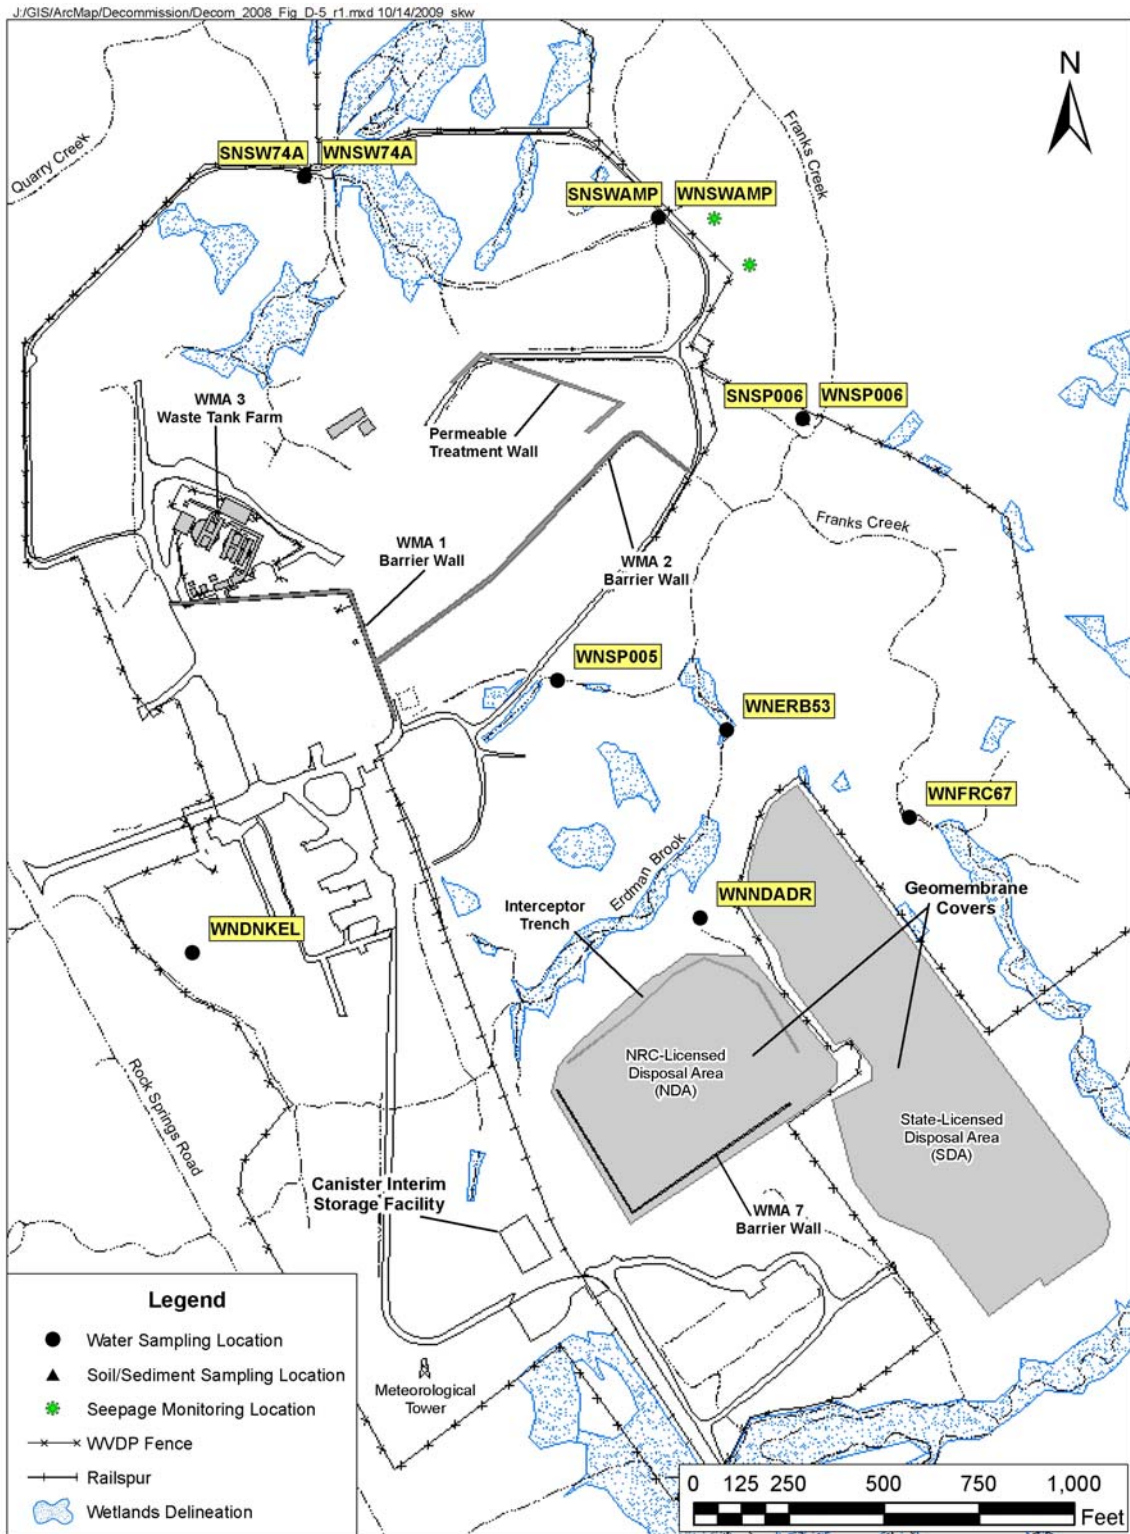 J:/GIS/ArcMap/Decommission/Decom_2008_Fig_D-5_r1.mxd 10/14/2009 skw
N
Quarry Creek
Franks Creek
SNSW74A
WNSW74A
SNSWAMP
WNSWAMP
SNSP006
WNSP006
WMA 3
Waste Tank Farm
Permeable
Treatment Wall
Franks Creek
WMA 1
Barrier Wall
WMA 2
Barrier Wall
WNSP005
WNERB53
WNFRC67
Erdman Brook
WNNDADR
Geomembrane
Covers
Interceptor
Trench
WNDNKEL
Rock Springs Road
NRC-Licensed
Disposal Area
(NDA)
State-Licensed
Disposal Area
(SDA)
Canister Interim
Storage Facility
WMA 7
Barrier Wall
Meteorological
Tower
Legend
Water Sampling Location
Soil/Sediment Sampling Location
Seepage Monitoring Location
WVDP Fence
Railspur
Wetlands Delineation
0 125 250 500 750 1,000
Feet